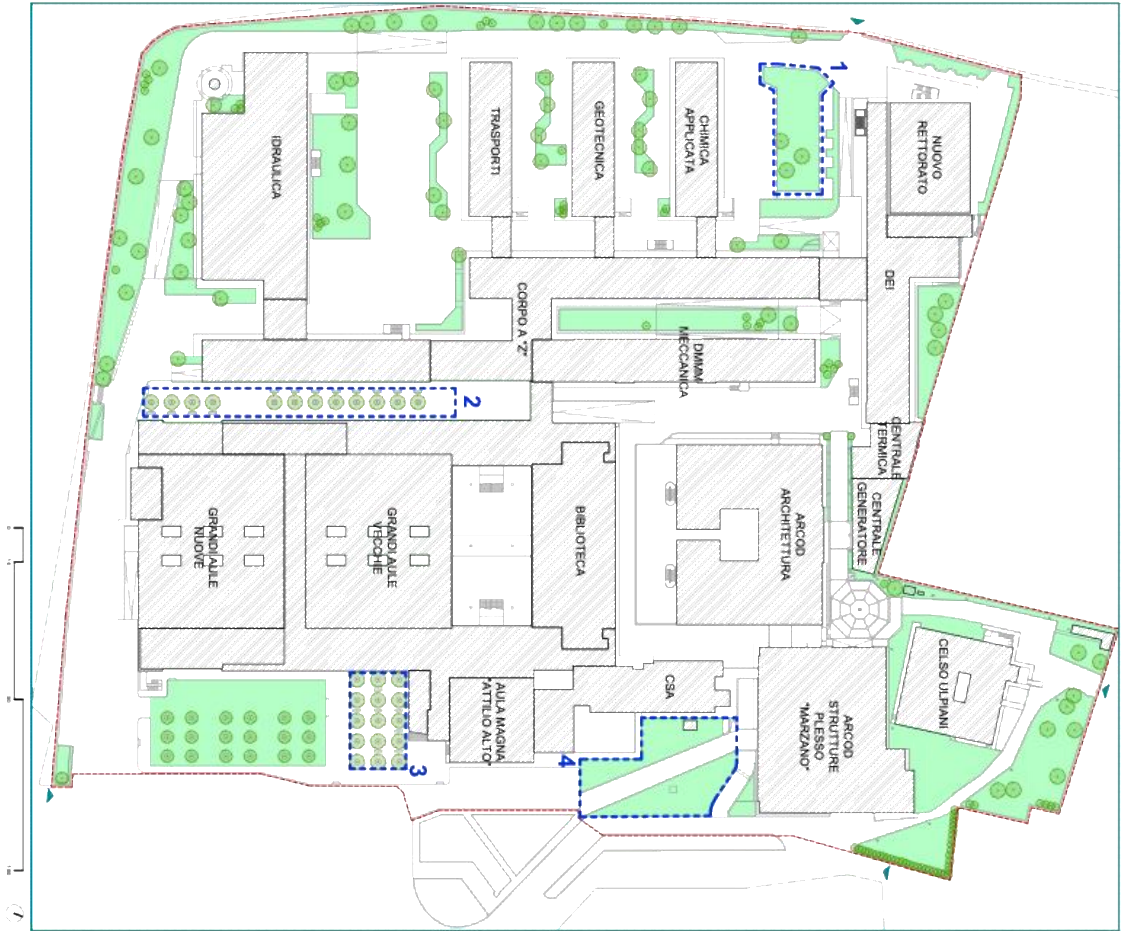 1
NUOVO
RETTORATO
CHIMICA
APPLICATA
GEOTECNICA
TRASPORTI
IDRAULICA
DEI
CORPO A "Z"
DMMM
MECCANICA
2
CENTRALE
TERMICA
CENTRALE
GENERATORE
ARCOD
ARCHITETTURA
BIBLIOTECA
GRANDI AULE
VECCHIE
GRANDI AULE
NUOVE
CELSO ULPIANI
ARCOD
STRUTTURE
PLESSO
"MARZANO"
CSA
AULA MAGNA
"ATTILIO ALTO"
3
4